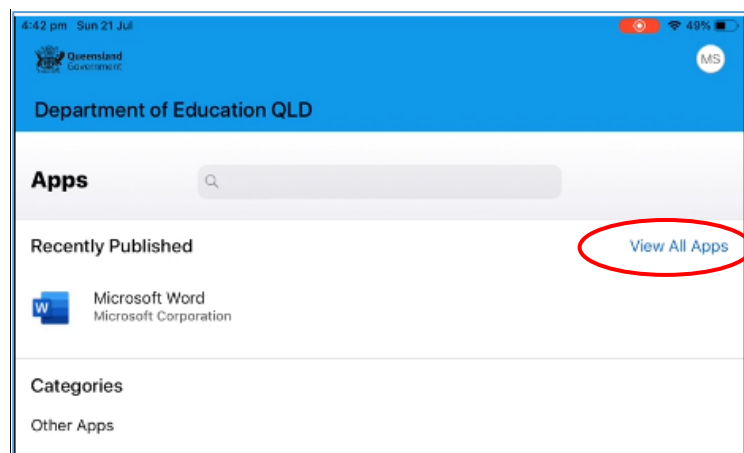 4:42 pm Sun 21 Jul 49%
Queensland
Government
MS
Department of Education QLD
Apps
Recently Published View All Apps
W
Microsoft Word
Microsoft Corporation
Categories
Other Apps